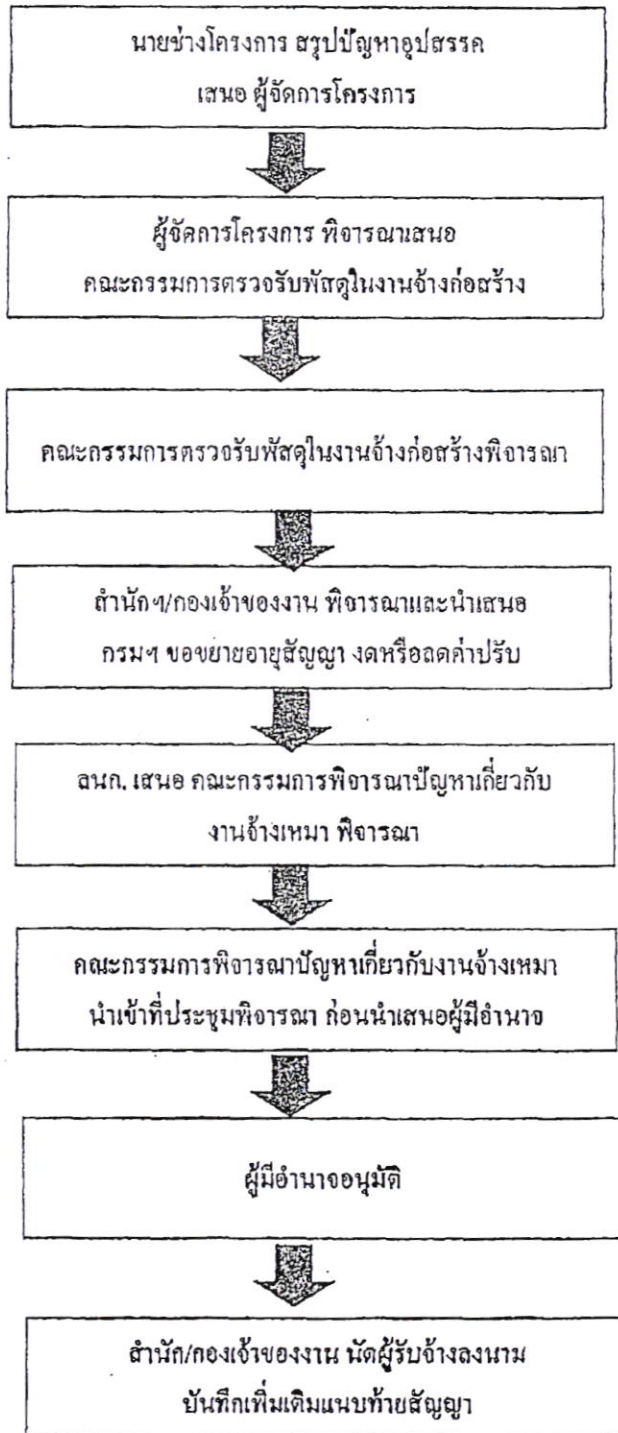 นายช่างโครงการ สรุปปัญหาอุปสรรค
เสนอ ผู้จัดการโครงการ
ผู้จัดการโครงการ พิจารณาเสนอ
คณะกรรมการตรวจรับพัสดุในงานจ้างก่อสร้าง
คณะกรรมการตรวจรับพัสดุในงานจ้างก่อสร้างพิจารณา
สำนักฯ/กองเจ้าของงาน พิจารณาและนำเสนอ
กรมฯ ขอขยายอายุสัญญา งดหรือลดค่าปรับ
ลนก. เสนอ คณะกรรมการพิจารณาปัญหาเกี่ยวกับ
งานจ้างเหมา พิจารณา
คณะกรรมการพิจารณาปัญหาเกี่ยวกับงานจ้างเหมา
นำเข้าที่ประชุมพิจารณา ก่อนนำเสนอผู้มีอำนาจ
ผู้มีอำนาจอนุมัติ
สำนัก/กองเจ้าของงาน นัดผู้รับจ้างลงนาม
บันทึกเพิ่มเติมแนบท้ายสัญญา